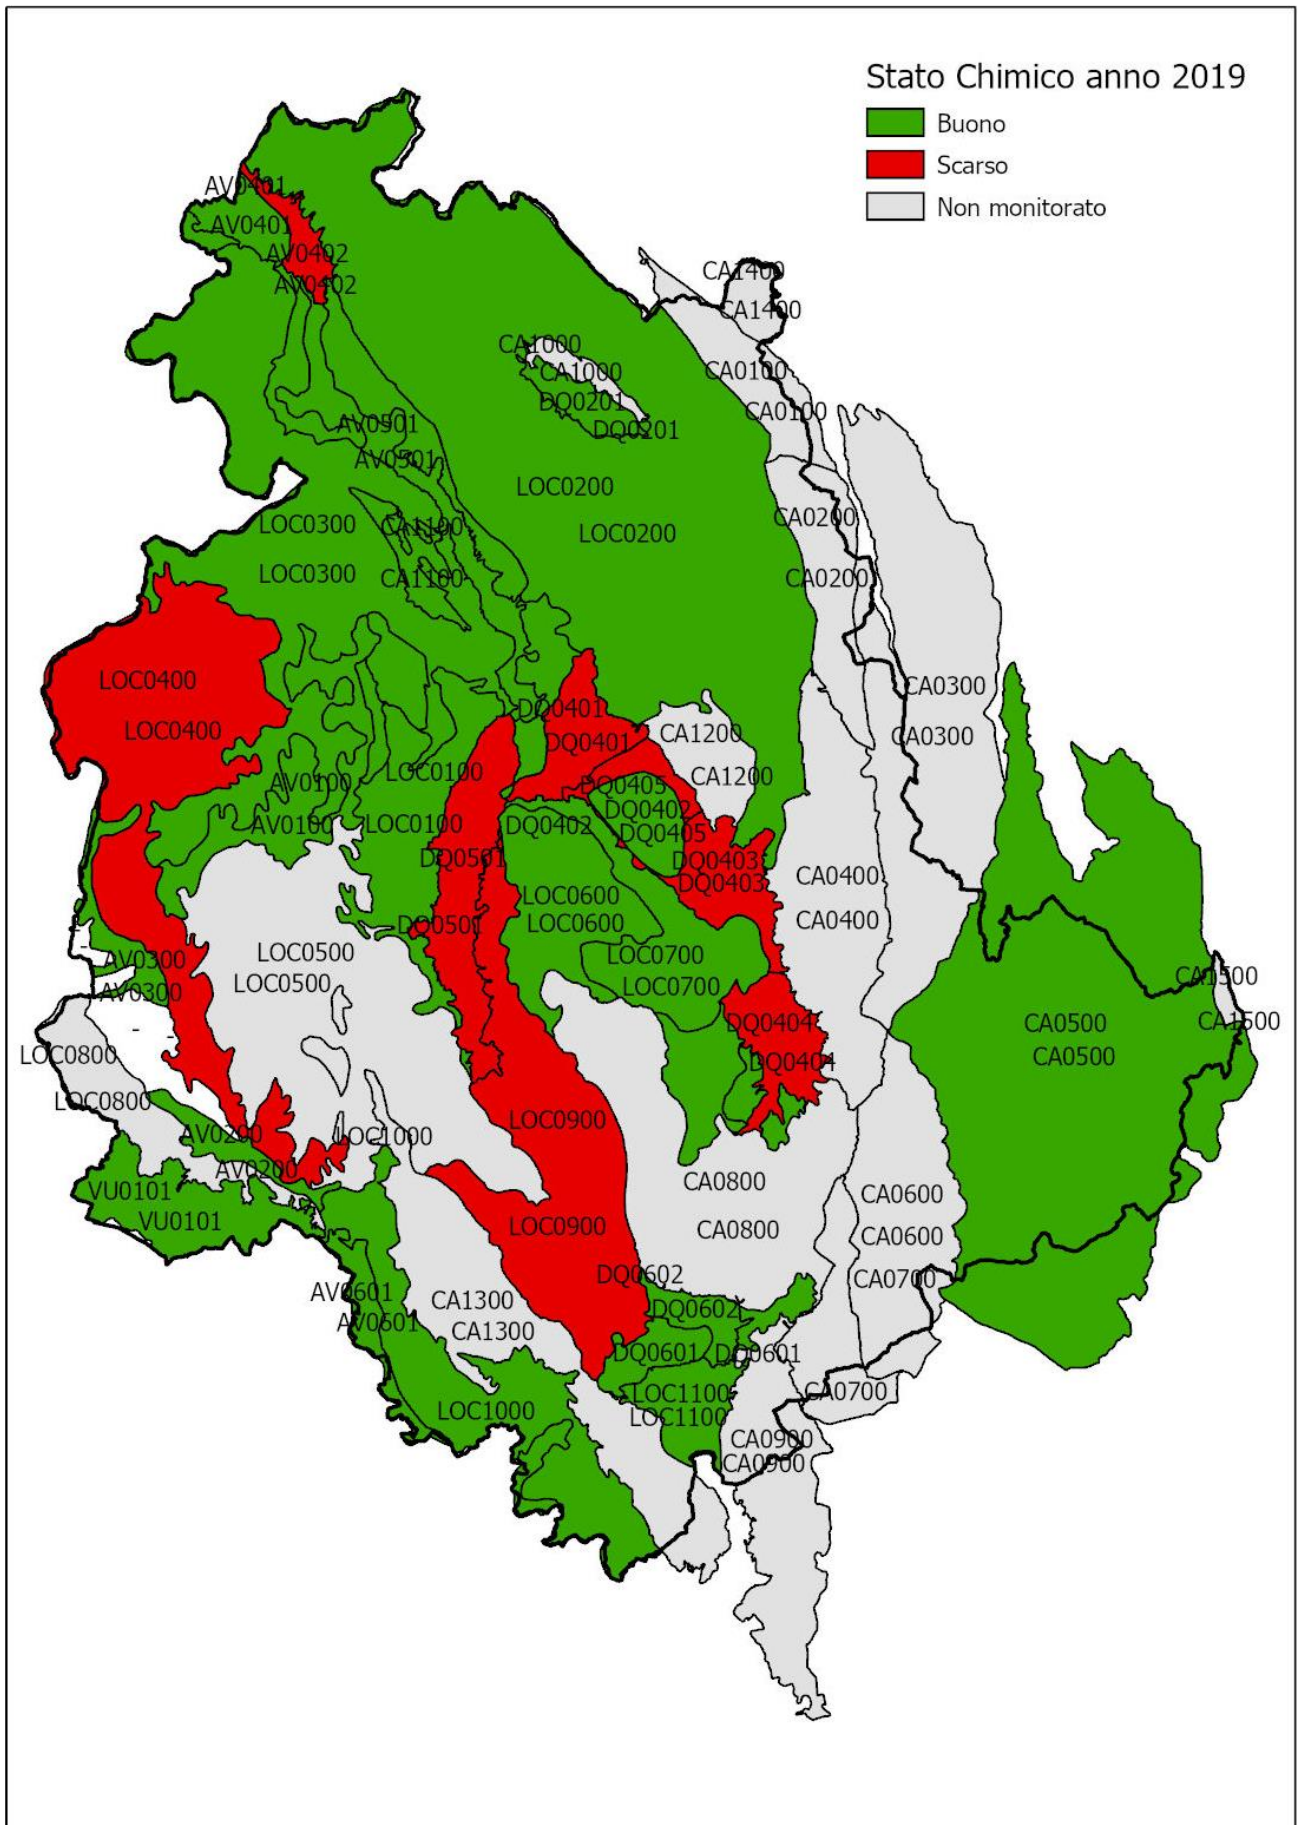 Stato Chimico anno 2019
Buono
Scarso
Non monitorato
AV0401
AV0401
AV0402
AV0402
CA1400
CA1400
CA1000
CA1000
DQ0201
DQ0201
CA0100
CA0100
AV0501
AV0501
LOC0200
LOC0200
LOC0300
LOC0300
CA1100
CA1100
CA0200
CA0200
LOC0400
LOC0400
CA0300
CA0300
DQ0401
DQ0401
CA1200
CA1200
AV0100
AV0100
LOC0100
LOC0100
DQ0405
DQ0402
DQ0402
DQ0405
DQ0501
DQ0403
DQ0403
DQ0501
LOC0600
LOC0600
CA0400
CA0400
LOC0500
LOC0500
LOC0700
LOC0700
AV0300
AV0300
CA1500
CA1500
DQ0404
DQ0404
CA0500
CA0500
LOC0800
LOC0800
LOC0900
LOC0900
AV0200
AV0200
LOC1000
CA0800
CA0800
VU0101
VU0101
CA0600
CA0600
CA0700
DQ0602
DQ0602
AV0601
AV0601
CA1300
CA1300
DQ0601
DQ0601
LOC1100
LOC1100
CA0700
LOC1000
CA0900
CA0900